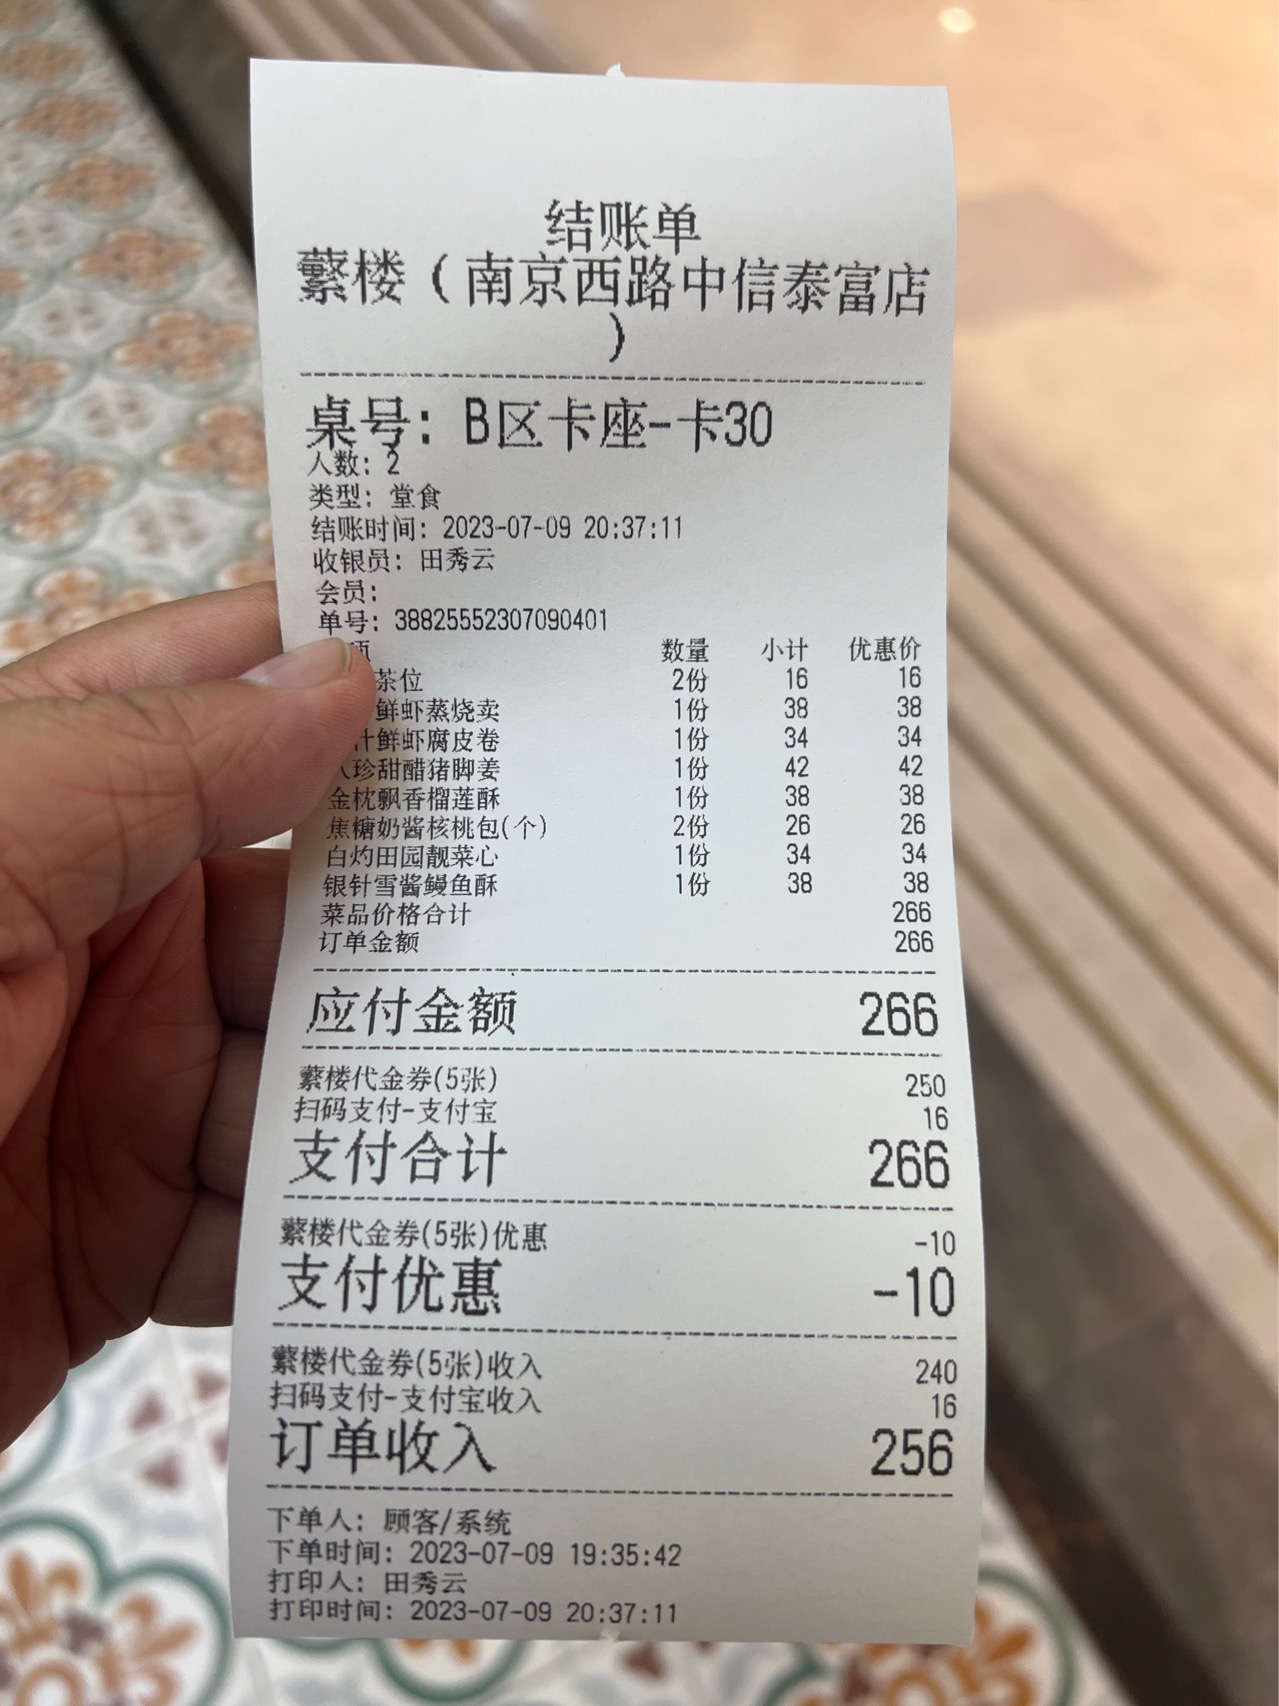 结账单
蘩楼（南京西路中信泰富店
）
桌号：B区卡座-卡30
人数：2
类型：堂食
结账时间：2023-07-09 20:37:11
收银员：田秀云
会员：
单号：38825552307090401
项 数量 小计 优惠价
茶位 2份 16 16
鲜虾蒸烧卖 1份 38 38
汁鲜虾腐皮卷 1份 34 34
八珍甜醋猪脚姜 1份 42 42
金枕飘香榴莲酥 1份 38 38
焦糖奶酱核桃包(个) 2份 26 26
白灼田园靓菜心 1份 34 34
银针雪酱鳗鱼酥 1份 38 38
菜品价格合计 266
订单金额 266
应付金额 266
蘩楼代金券(5张) 250
扫码支付-支付宝 16
支付合计 266
蘩楼代金券(5张)优惠 -10
支付优惠 -10
蘩楼代金券(5张)收入 240
扫码支付-支付宝收入 16
订单收入 256
下单人：顾客/系统
下单时间：2023-07-09 19:35:42
打印人：田秀云
打印时间：2023-07-09 20:37:11